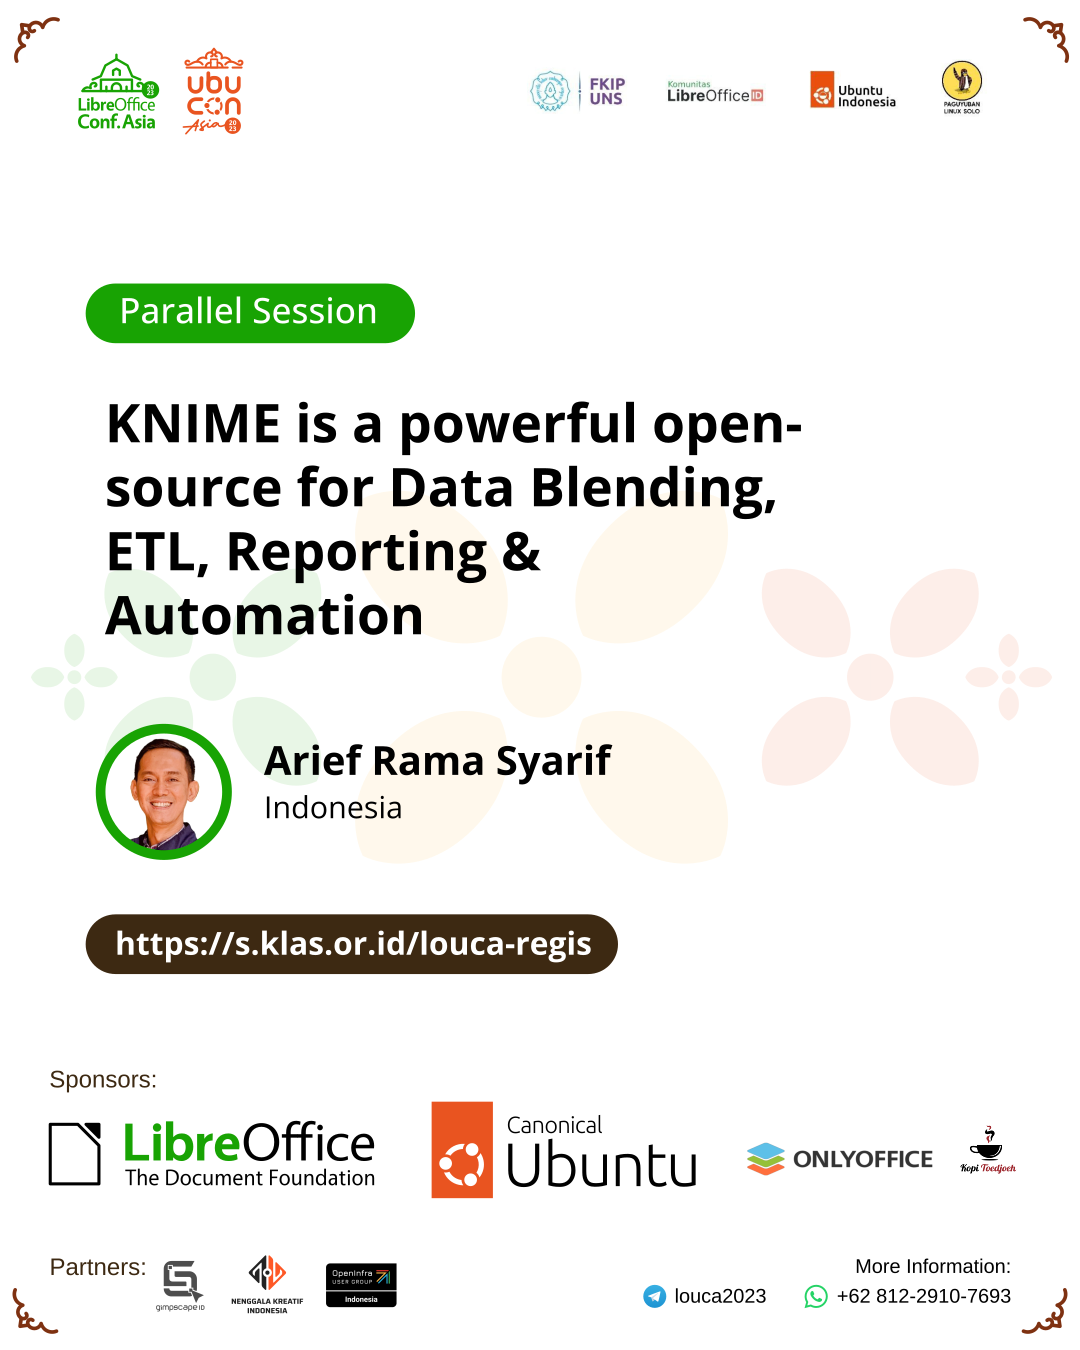 LibreOffice
Conf. Asia
2023
ubu
con
Asia
2023
FKIP
UNS
Komunitas
LibreOffice ID
Ubuntu
Indonesia
PAGUYUBAN
LINUX SOLO
Parallel Session
KNIME is a powerful open-
source for Data Blending,
ETL, Reporting &
Automation
Arief Rama Syarif
Indonesia
https://s.klas.or.id/louca-regis
Sponsors:
LibreOffice
The Document Foundation
Canonical
Ubuntu
ONLYOFFICE
Kopi Toedjoeh
Partners:
gimpscape ID
NENGGALA KREATIF
INDONESIA
OpenInfra
USER GROUP
Indonesia
More Information:
louca2023
+62 812-2910-7693